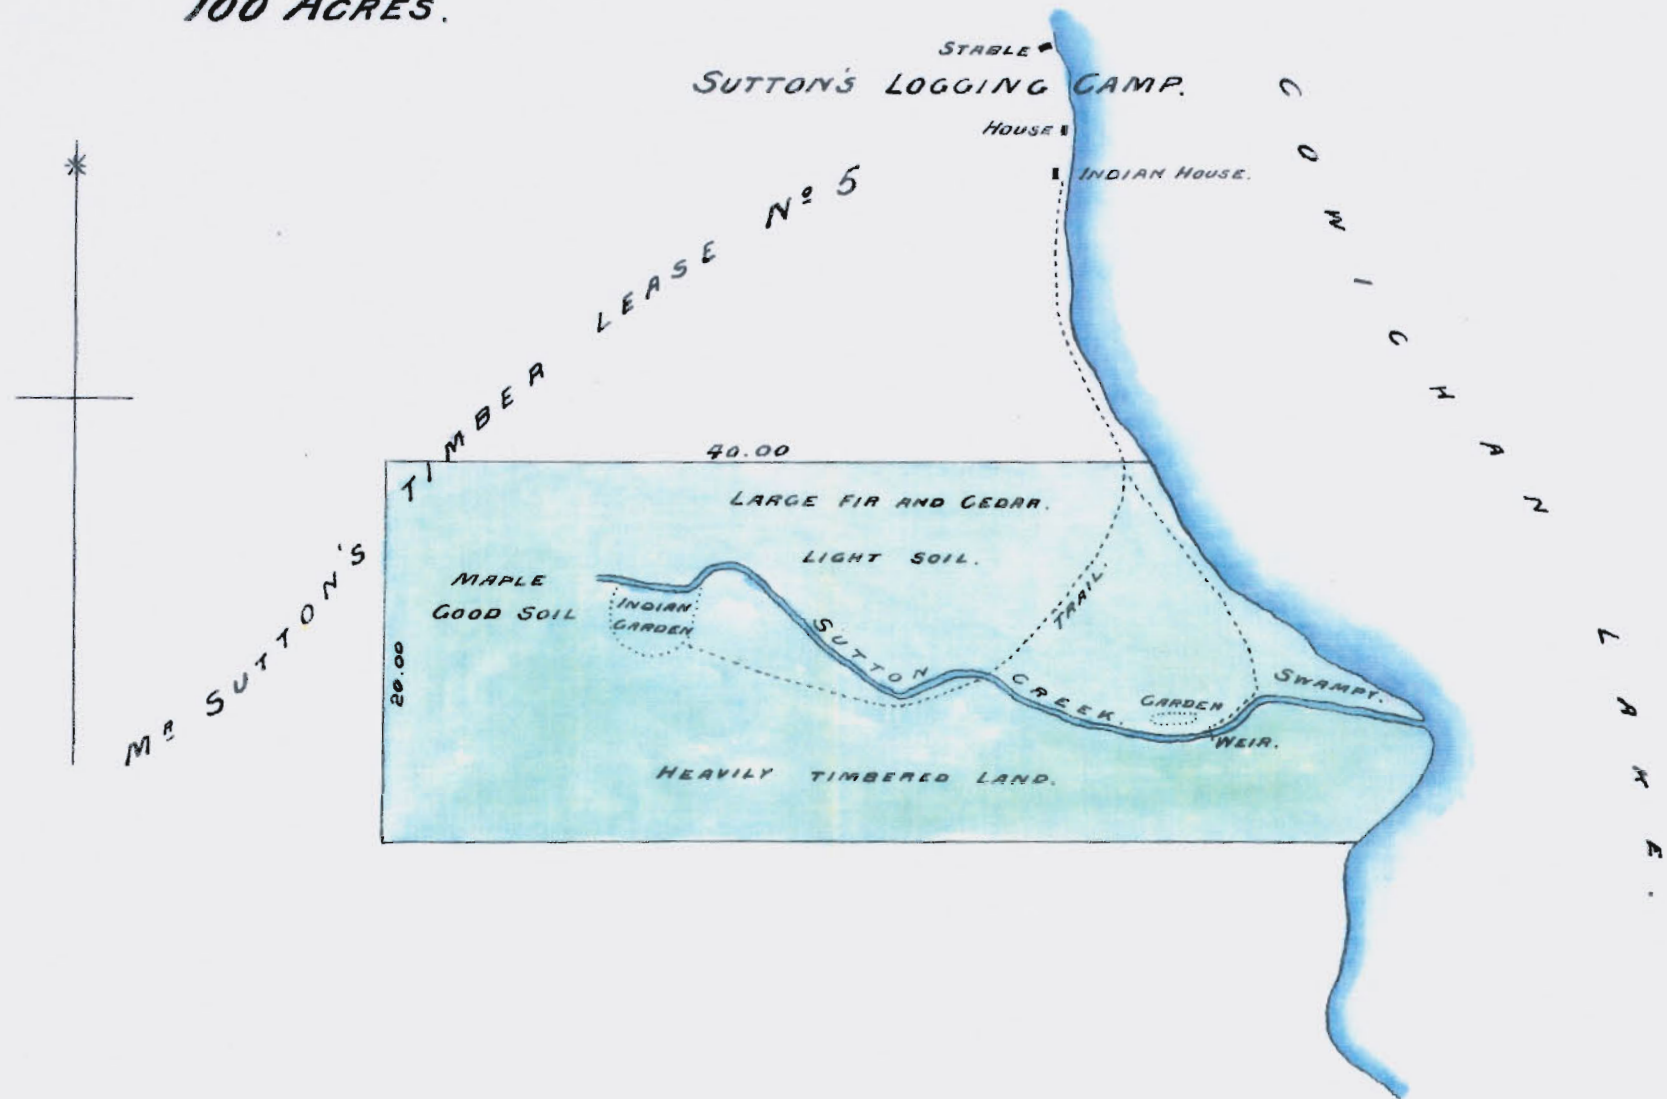 100 ACRES.
STABLE
SUTTON'S LOGGING CAMP.
HOUSE
INDIAN HOUSE.
COWICHAN LAKE.
Mr SUTTON'S TIMBER LEASE No 5
40.00
LARGE FIR AND CEDAR.
LIGHT SOIL.
MAPLE
GOOD SOIL
INDIAN
GARDEN
20.00
SUTTON CREEK.
TRAIL.
GARDEN
SWAMPY.
WEIR.
HEAVILY TIMBERED LAND.